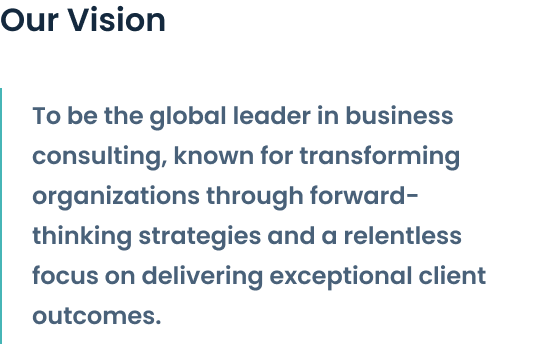 Our Vision
To be the global leader in business
consulting, known for transforming
organizations through forward-
thinking strategies and a relentless
focus on delivering exceptional client
outcomes.